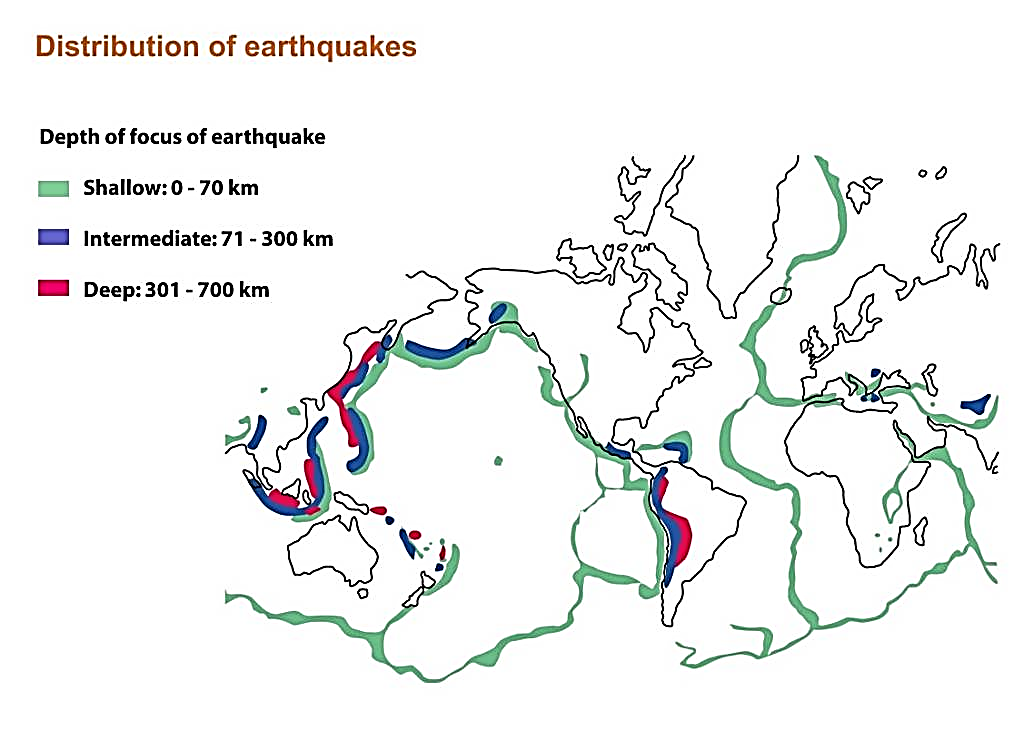 Distribution of earthquakes
Depth of focus of earthquake
Shallow: 0 - 70 km
Intermediate: 71 - 300 km
Deep: 301 - 700 km